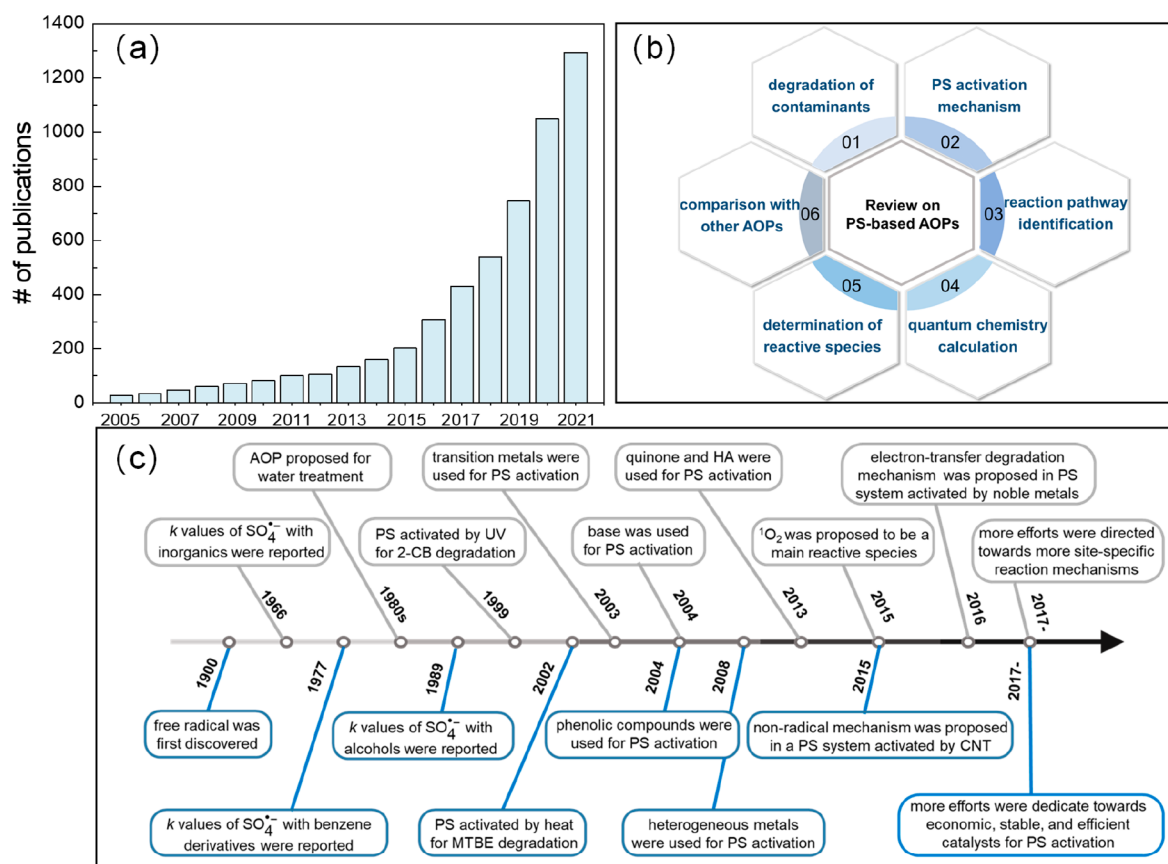 (a)
# of publications
1400
1200
1000
800
600
400
200
0
2005 2007 2009 2011 2013 2015 2017 2019 2021
(b)
degradation of
contaminants
01
PS activation
mechanism
02
reaction pathway
identification
03
quantum chemistry
calculation
04
determination of
reactive species
05
comparison with
other AOPs
06
Review on
PS-based AOPs
(c)
AOP proposed for
water treatment
transition metals were
used for PS activation
quinone and HA were
used for PS activation
electron-transfer degradation
mechanism was proposed in PS
system activated by noble metals
k values of SO₄•− with
inorganics were reported
PS activated by UV
for 2-CB degradation
base was used
for PS activation
¹O₂ was proposed to be a
main reactive species
more efforts were directed
towards more site-specific
reaction mechanisms
1966
1980s
1999
2003
2004
2013
2015
2016
2017-
1900
1977
1989
2002
2004
2008
2015
2017-
free radical was
first discovered
k values of SO₄•− with
alcohols were reported
phenolic compounds were
used for PS activation
non-radical mechanism was proposed
in a PS system activated by CNT
k values of SO₄•− with benzene
derivatives were reported
PS activated by heat
for MTBE degradation
heterogeneous metals
were used for PS activation
more efforts were dedicate towards
economic, stable, and efficient
catalysts for PS activation